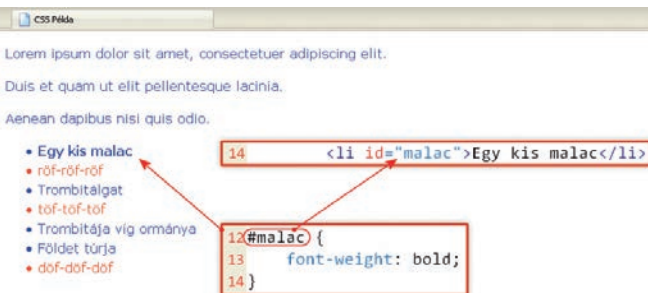 CSS Példa
Lorem ipsum dolor sit amet, consectetuer adipiscing elit.
Duis et quam ut elit pellentesque lacinia.
Aenean dapibus nisi quis odio.
• Egy kis malac
• röf-röf-röf
• Trombitálgat
• töf-töf-töf
• Trombitája víg ormánya
• Földet túrja
• döf-döf-döf
14 <li id="malac">Egy kis malac</li>
12 #malac {
13 font-weight: bold;
14 }